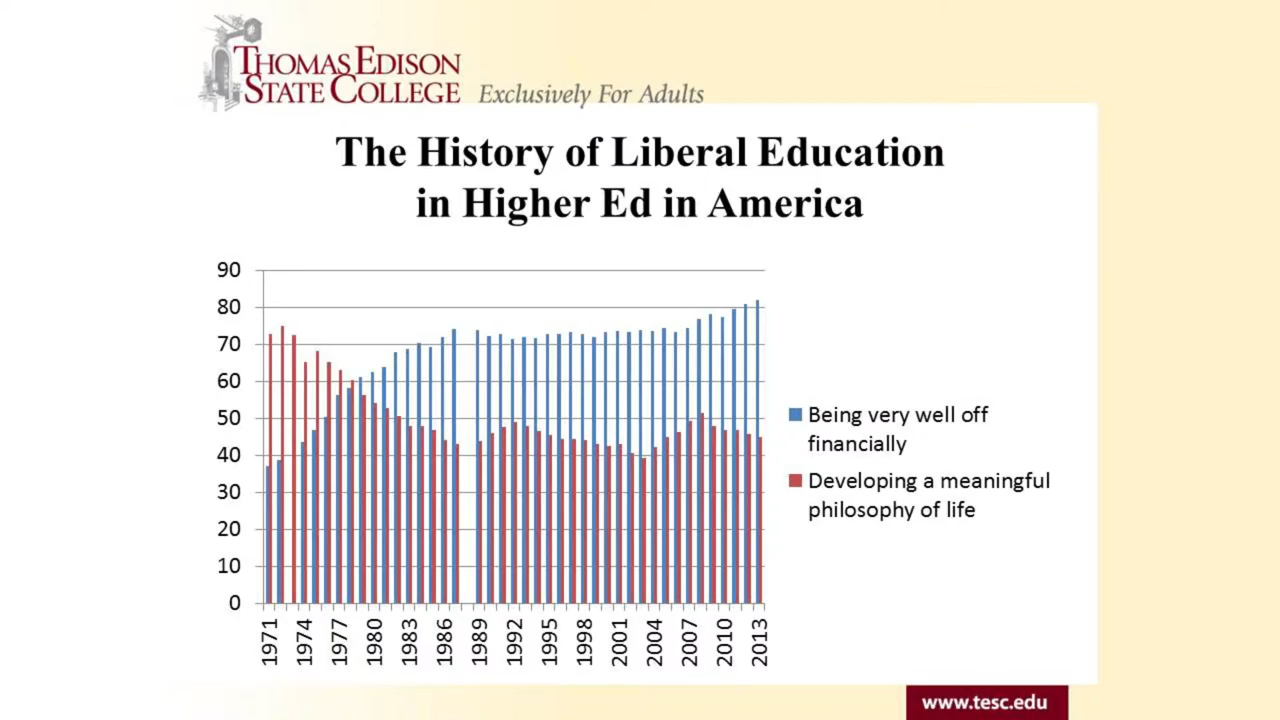 THOMAS EDISON
STATE COLLEGE
Exclusively For Adults
The History of Liberal Education
in Higher Ed in America
90
80
70
60
50
40
30
20
10
0
1971
1974
1977
1980
1983
1986
1989
1992
1995
1998
2001
2004
2007
2010
2013
Being very well off
financially
Developing a meaningful
philosophy of life
www.tesc.edu